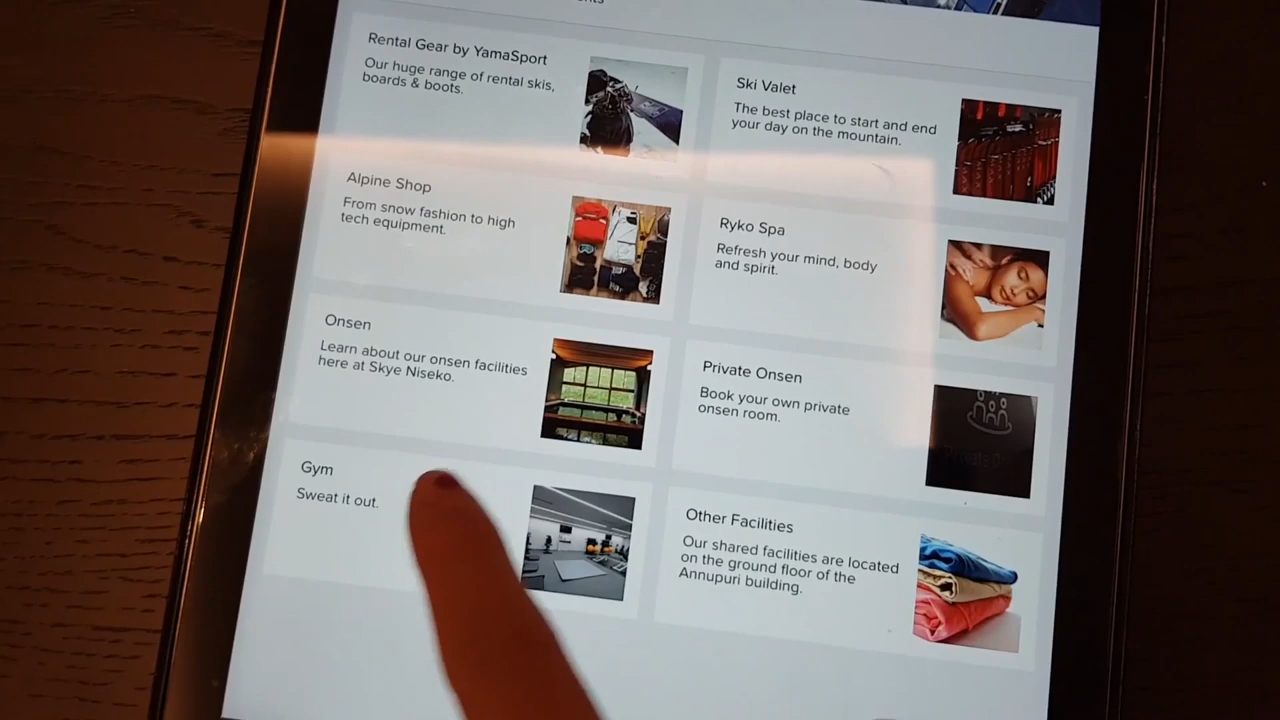 Rental Gear by YamaSport
Our huge range of rental skis,
boards & boots.
Ski Valet
The best place to start and end
your day on the mountain.
Alpine Shop
From snow fashion to high
tech equipment.
Ryko Spa
Refresh your mind, body
and spirit.
Onsen
Learn about our onsen facilities
here at Skye Niseko.
Private Onsen
Book your own private
onsen room.
Gym
Sweat it out.
Other Facilities
Our shared facilities are located
on the ground floor of the
Annupuri building.